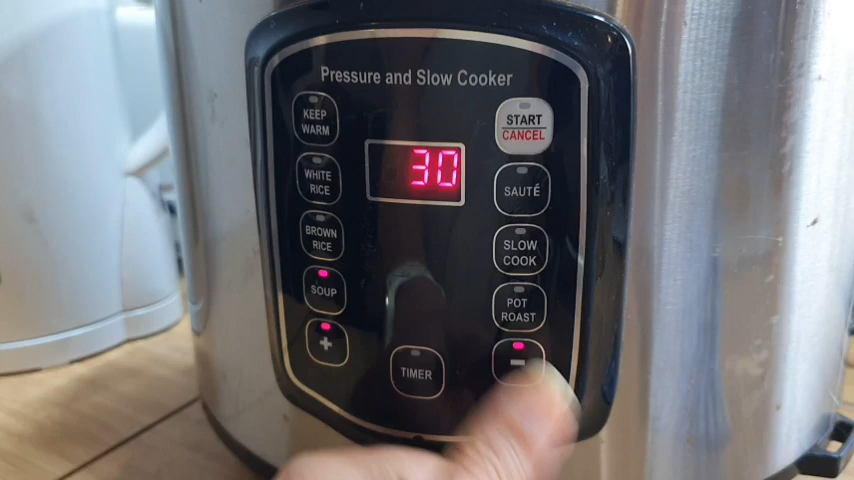 Pressure and Slow Cooker
KEEP
WARM
START
CANCEL
30
WHITE
RICE
SAUTÉ
BROWN
RICE
SLOW
COOK
SOUP
POT
ROAST
+
-
TIMER